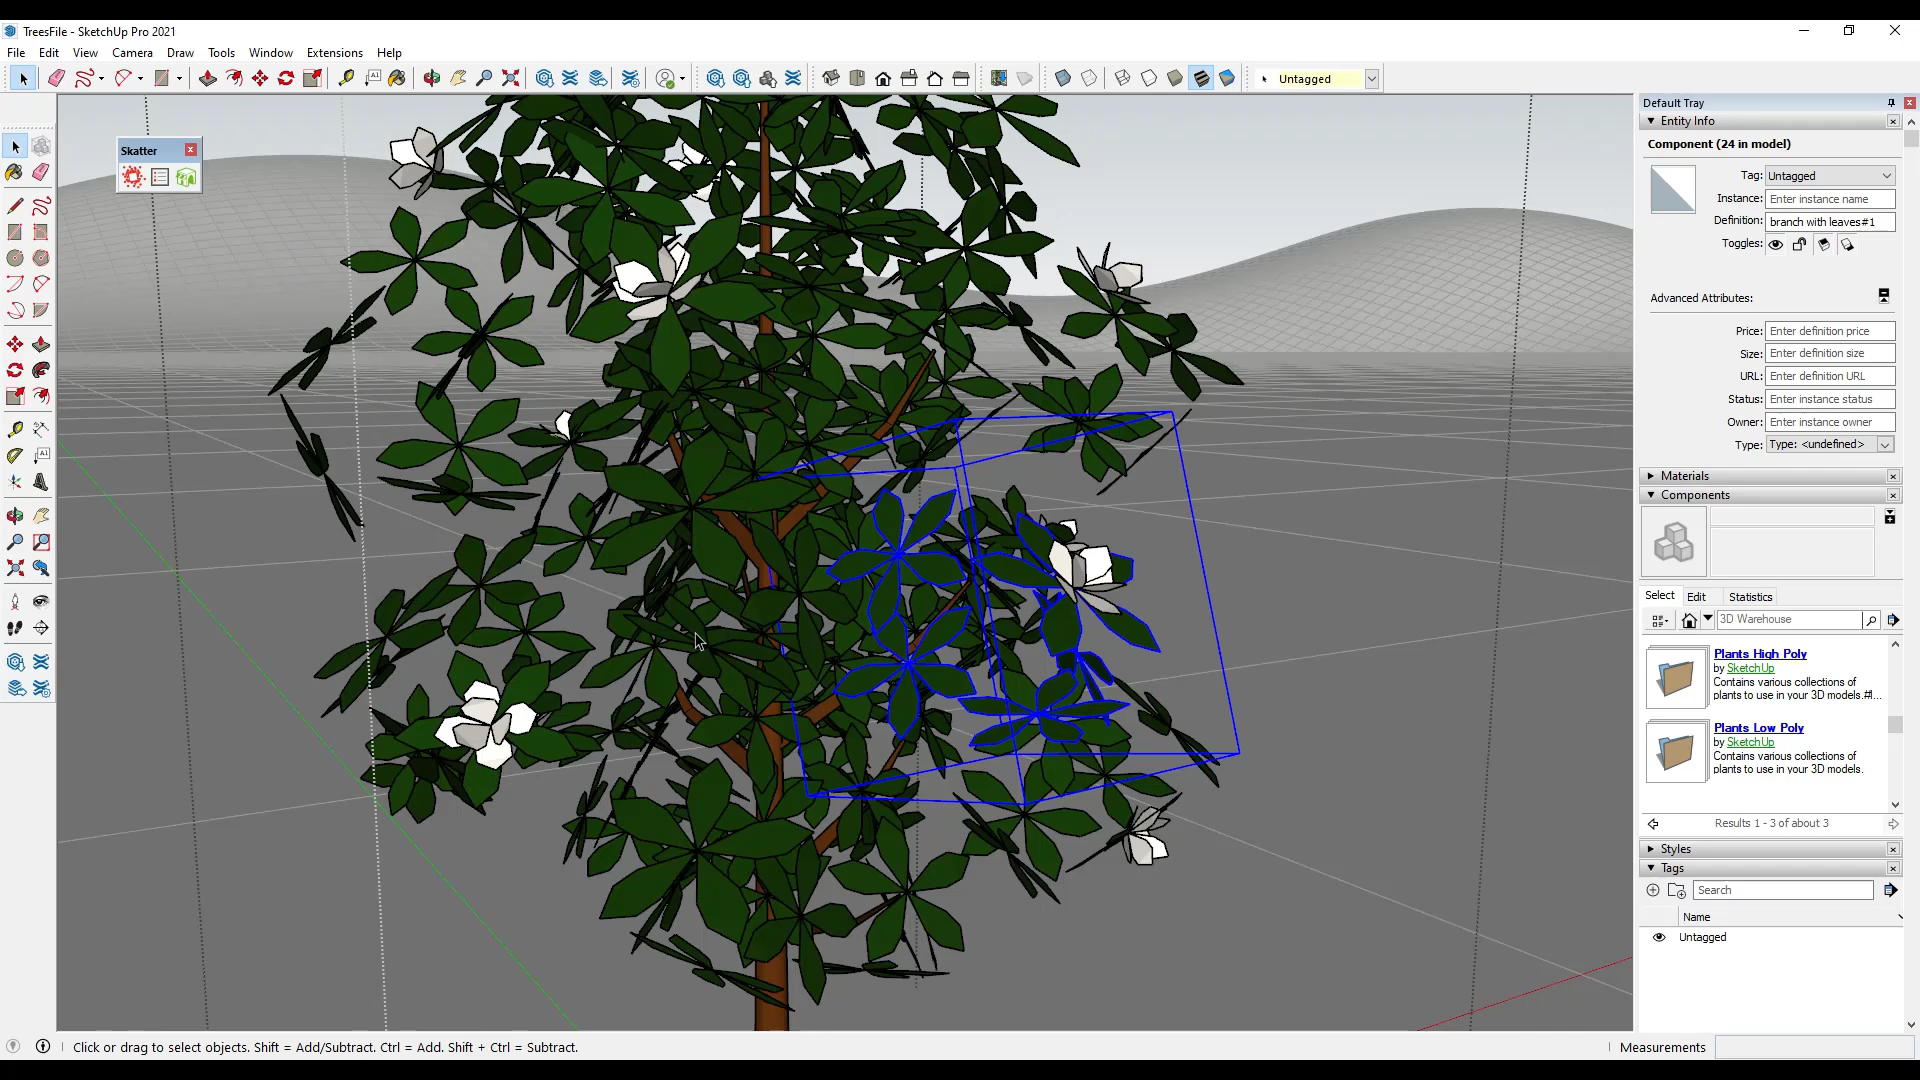 TreesFile - SketchUp Pro 2021
File Edit View Camera Draw Tools Window Extensions Help
A1
Untagged
Default Tray
Entity Info
Component (24 in model)
Tag: Untagged
Instance: Enter instance name
Definition: branch with leaves#1
Toggles:
Advanced Attributes:
Price: Enter definition price
Size: Enter definition size
URL: Enter definition URL
Status: Enter instance status
Owner: Enter instance owner
Type: Type: <undefined>
Materials
Components
Select Edit Statistics
3D Warehouse
Plants High Poly
by SketchUp
Contains various collections of
plants to use in your 3D models.#...
Plants Low Poly
by SketchUp
Contains various collections of
plants to use in your 3D models.
Results 1 - 3 of about 3
Styles
Tags
Search
Name
Untagged
Skatter
A1
Click or drag to select objects. Shift = Add/Subtract. Ctrl = Add. Shift + Ctrl = Subtract.
Measurements